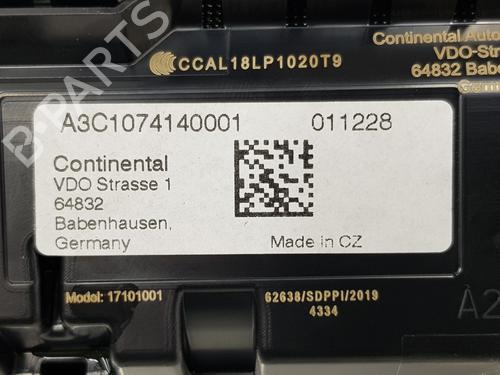 CCAL18LP1020T9
Continental Auto
VDO-Stra
64832 Babe
A3C1074140001 011228
Continental
VDO Strasse 1
64832
Babenhausen,
Germany
Made in CZ
Model: 17101001
62638/SDPPI/2019
4334
A2
B-PARTS